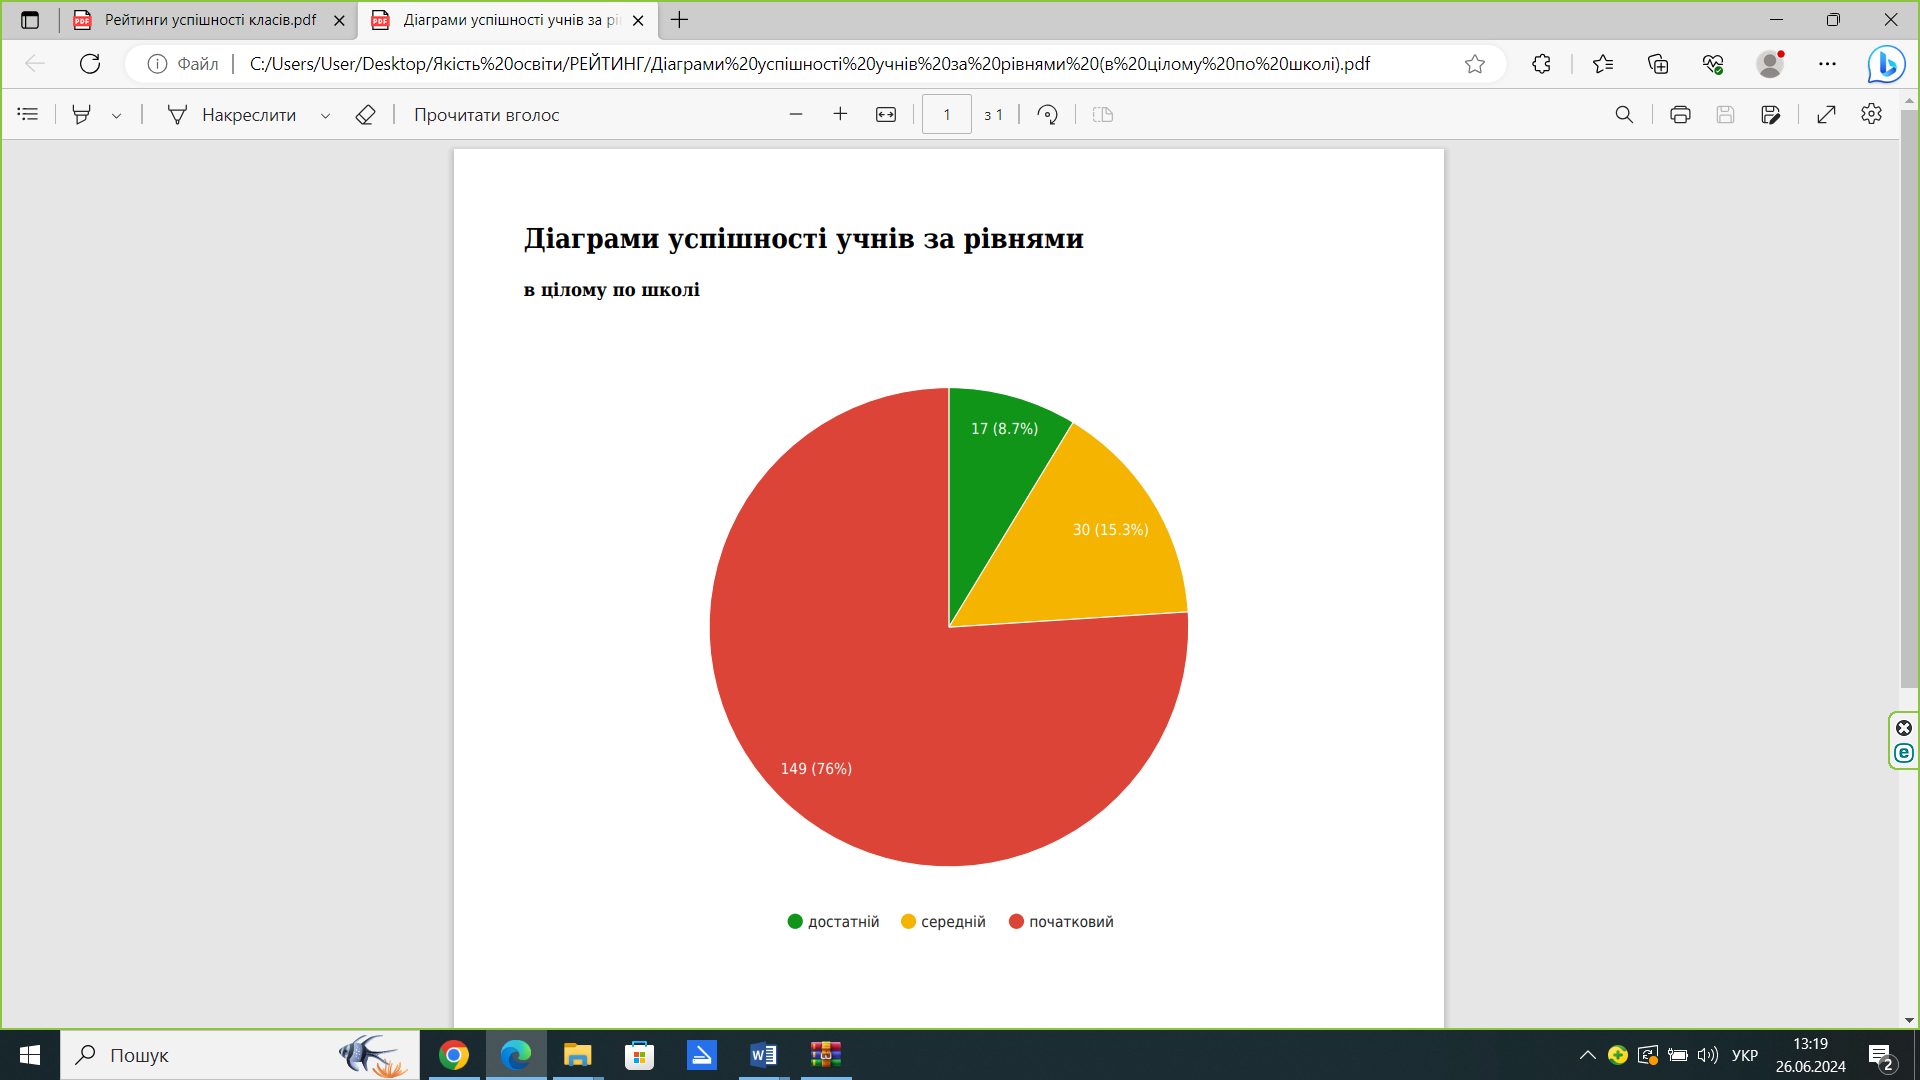 Рейтинги успішності класів.pdf
Діаграми успішності учнів за рі
Файл
C:/Users/User/Desktop/Якість%20освіти/РЕЙТИНГ/Діаграми%20успішності%20учнів%20за%20рівнями%20(в%20цілому%20по%20школі).pdf
Накреслити
Прочитати вголос
1
з 1
Діаграми успішності учнів за рівнями
в цілому по школі
17 (8.7%)
30 (15.3%)
149 (76%)
достатній
середній
початковий
Пошук
УКР
13:19
26.06.2024
2